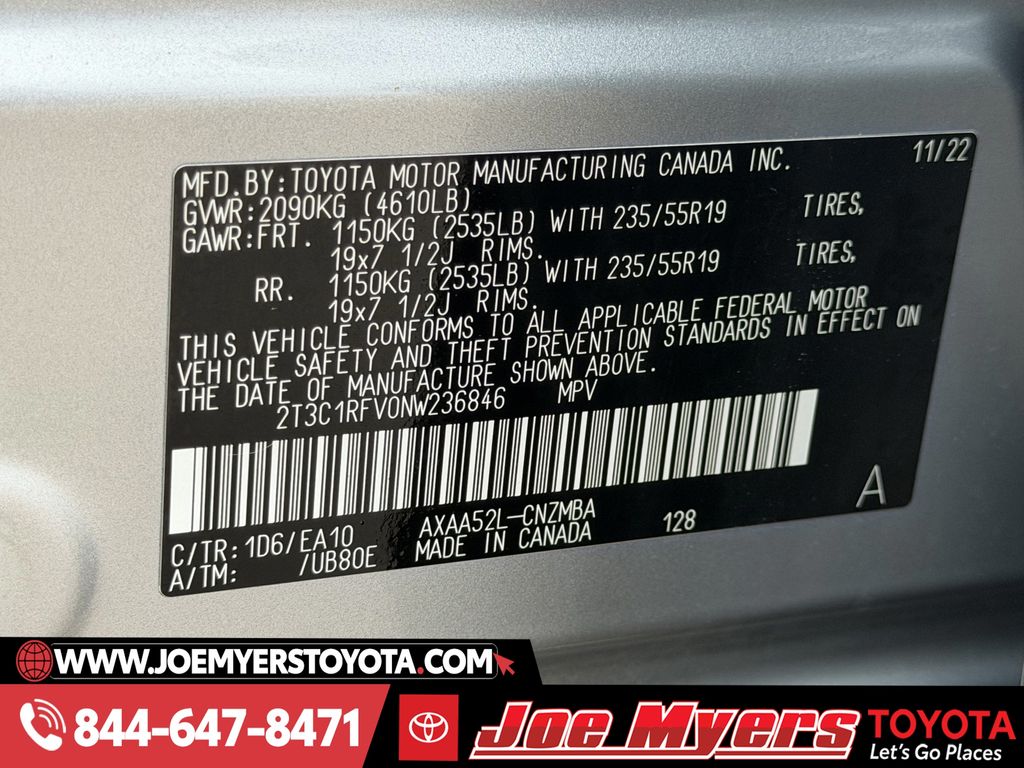 11/22
MFD.BY:TOYOTA MOTOR MANUFACTURING CANADA INC.
GVWR:2090KG (4610LB)
GAWR:FRT. 1150KG (2535LB) WITH 235/55R19 TIRES,
19x7 1/2J RIMS.
RR. 1150KG (2535LB) WITH 235/55R19 TIRES,
19x7 1/2J RIMS.
THIS VEHICLE CONFORMS TO ALL APPLICABLE FEDERAL MOTOR
VEHICLE SAFETY AND THEFT PREVENTION STANDARDS IN EFFECT ON
THE DATE OF MANUFACTURE SHOWN ABOVE.
2T3C1RFV0NW236846 MPV
A
C/TR:1D6/EA10 AXAA52L-CNZMBA 128
A/TM: /UB80E MADE IN CANADA
WWW.JOEMYERSTOYOTA.COM
844-647-8471
Joe Myers TOYOTA
Let's Go Places